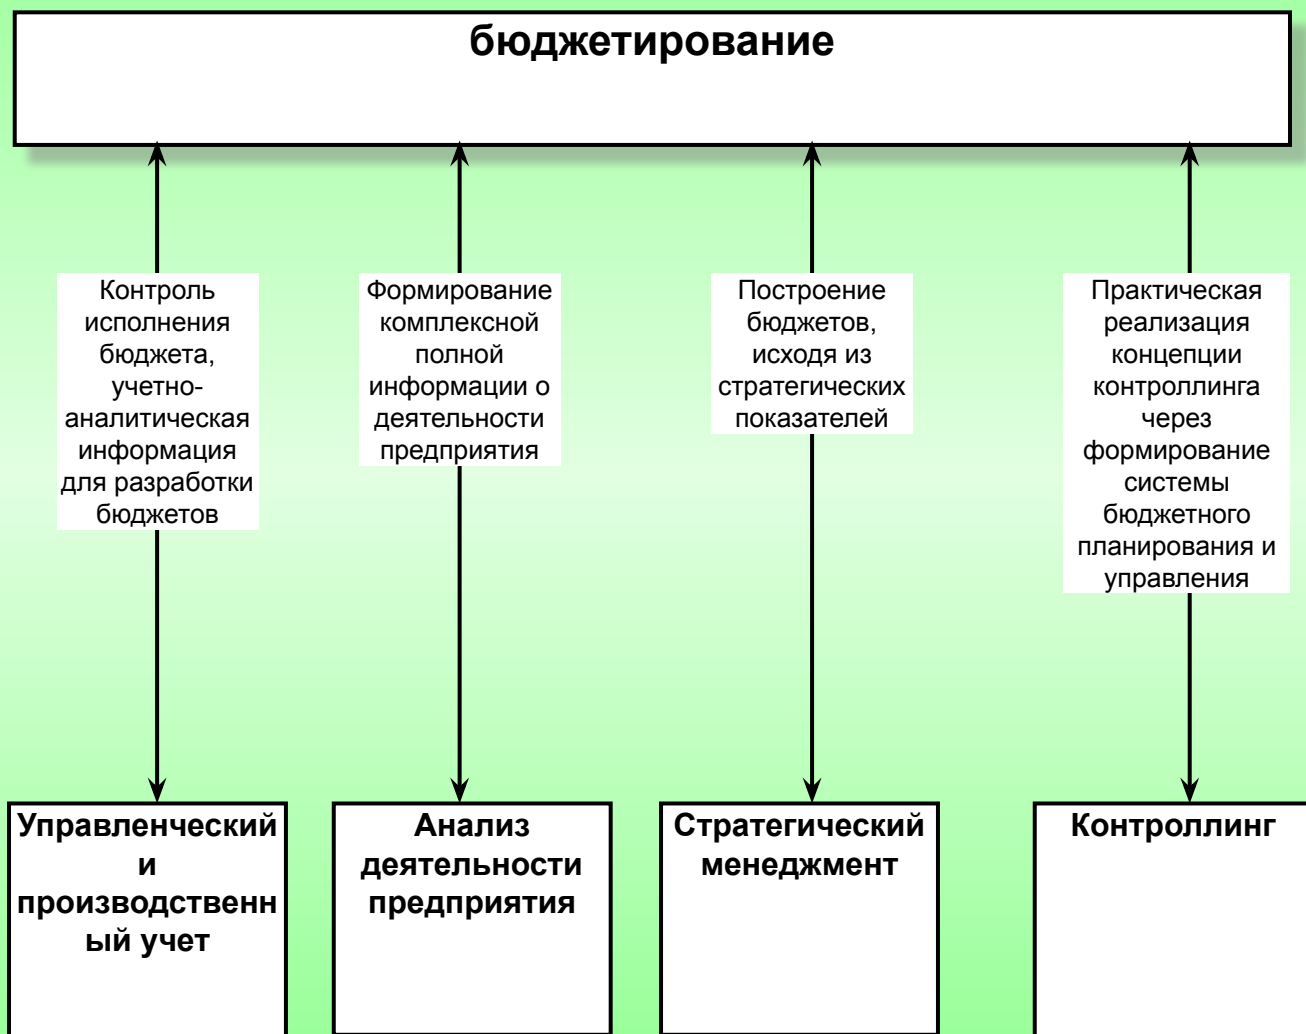 бюджетирование
Контроль
исполнения
бюджета,
учетно-
аналитическая
информация
для разработки
бюджетов
Формирование
комплексной
полной
информации о
деятельности
предприятия
Построение
бюджетов,
исходя из
стратегических
показателей
Практическая
реализация
концепции
контроллинга
через
формирование
системы
бюджетного
планирования и
управления
Управленческий
и
производственн
ый учет
Анализ
деятельности
предприятия
Стратегический
менеджмент
Контроллинг